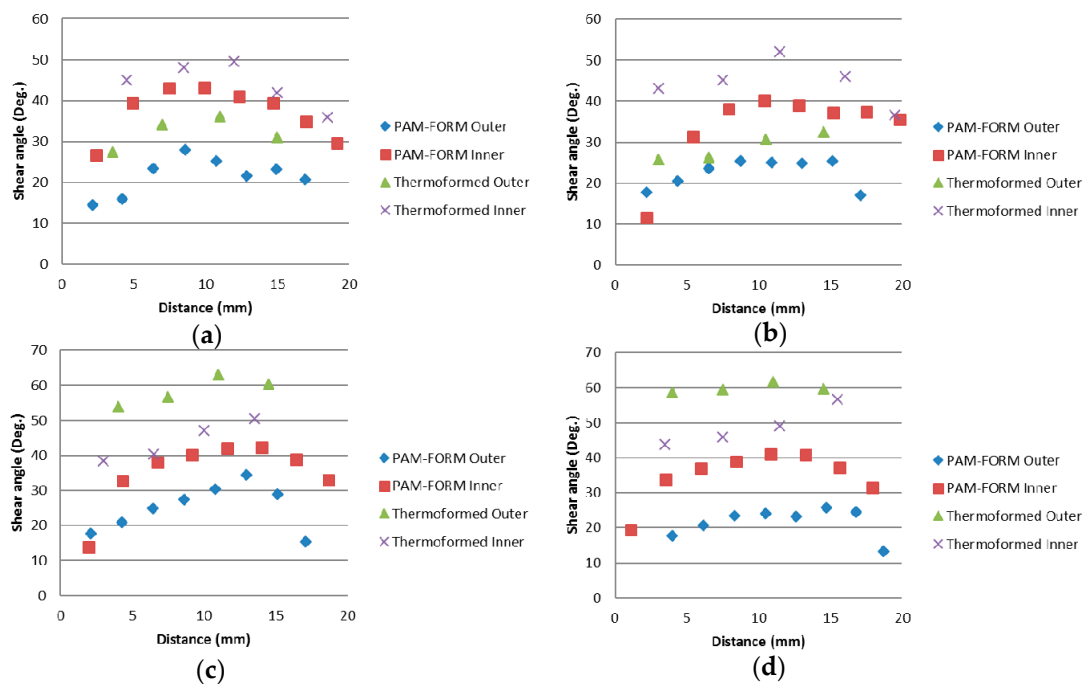 60
50
40
30
20
10
0
0 5 10 15 20
Shear angle (Deg.)
Distance (mm)
PAM-FORM Outer
PAM-FORM Inner
Thermoformed Outer
Thermoformed Inner
(a)
60
50
40
30
20
10
0
0 5 10 15 20
Shear angle (Deg.)
Distance (mm)
PAM-FORM Outer
PAM-FORM Inner
Thermoformed Outer
Thermoformed Inner
(b)
70
60
50
40
30
20
10
0
0 5 10 15 20
Shear angle (Deg.)
Distance (mm)
PAM-FORM Outer
PAM-FORM Inner
Thermoformed Outer
Thermoformed Inner
(c)
70
60
50
40
30
20
10
0
0 5 10 15 20
Shear angle (Deg.)
Distance (mm)
PAM-FORM Outer
PAM-FORM Inner
Thermoformed Outer
Thermoformed Inner
(d)